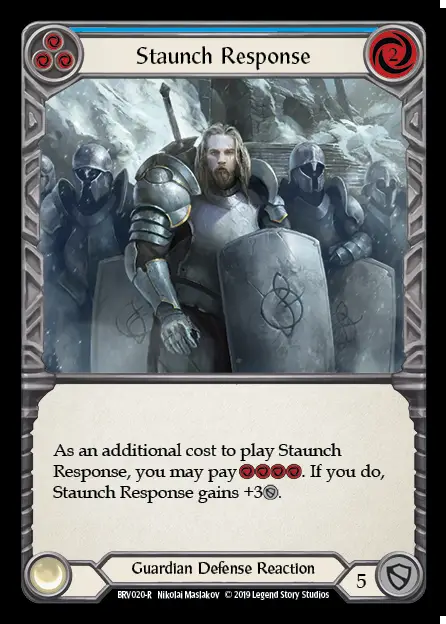 Staunch Response
2
As an additional cost to play Staunch
Response, you may pay. If you do,
Staunch Response gains +3.
Guardian Defense Reaction
5
BRV020-R Nikolai Maslakov © 2019 Legend Story Studios